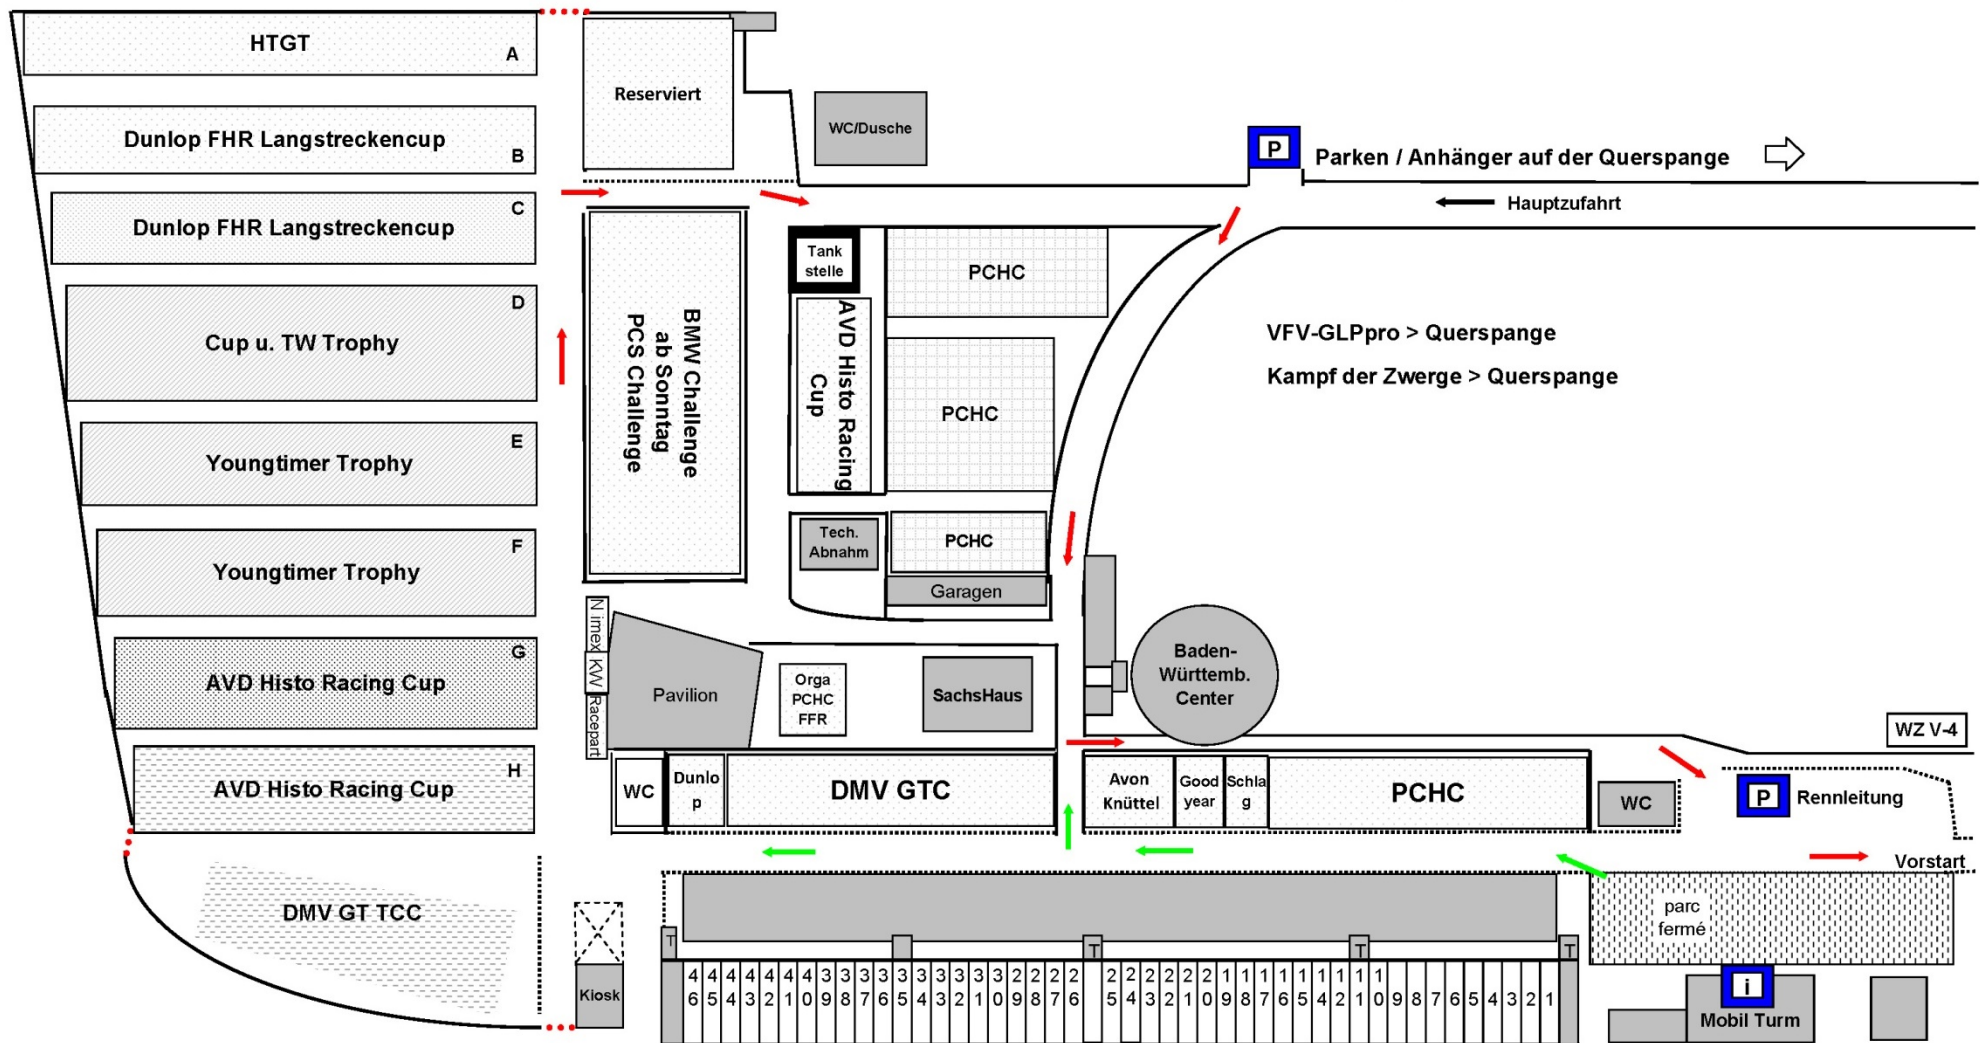 HTGT
A
Reserviert
WC/Dusche
Dunlop FHR Langstreckencup
B
P
Parken / Anhänger auf der Querspange
Dunlop FHR Langstreckencup
C
Hauptzufahrt
Tank
stelle
PCHC
Cup u. TW Trophy
D
BMW Challenge
ab Sonntag
PCS Challenge
AVD Histo Racing
Cup
VFV-GLPpro > Querspange
Kampf der Zwerge > Querspange
PCHC
Youngtimer Trophy
E
Tech.
Abnahm
PCHC
Youngtimer Trophy
F
Garagen
N imex
KW
Racepart
Pavilion
Orga
PCHC
FFR
SachsHaus
Baden-
Württemb.
Center
AVD Histo Racing Cup
G
WZ V-4
AVD Histo Racing Cup
H
WC
Dunlo
p
DMV GTC
Avon
Knüttel
Good
year
Schla
g
PCHC
WC
P
Rennleitung
Vorstart
DMV GT TCC
parc
fermé
Kiosk
T
T
T
T
46 45 44 43 42 41 40 39 38 37 36 35 34 33 32 31 30 29 28 27 26 25 24 23 22 21 20 19 18 17 16 15 14 12 11 10 9 8 7 6 5 4 3 2 1
i
Mobil Turm